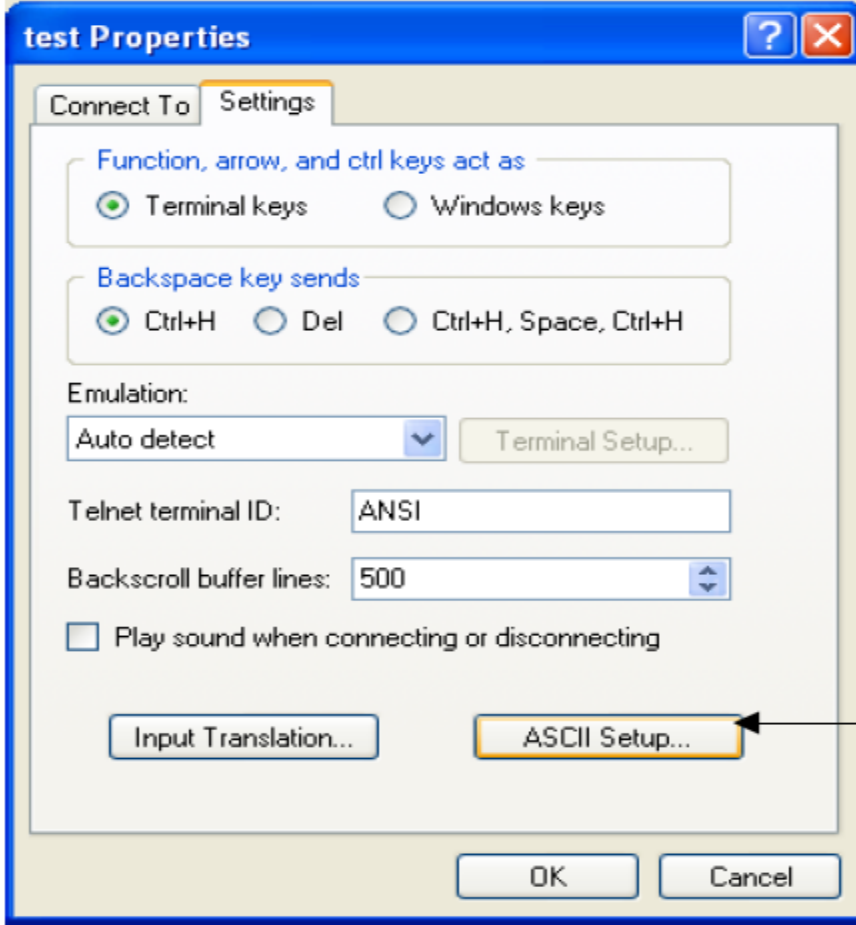 test Properties
Connect To Settings
Function, arrow, and ctrl keys act as
Terminal keys Windows keys
Backspace key sends
Ctrl+H Del Ctrl+H, Space, Ctrl+H
Emulation:
Auto detect Terminal Setup...
Telnet terminal ID: ANSI
Backscroll buffer lines: 500
Play sound when connecting or disconnecting
Input Translation... ASCII Setup...
OK Cancel